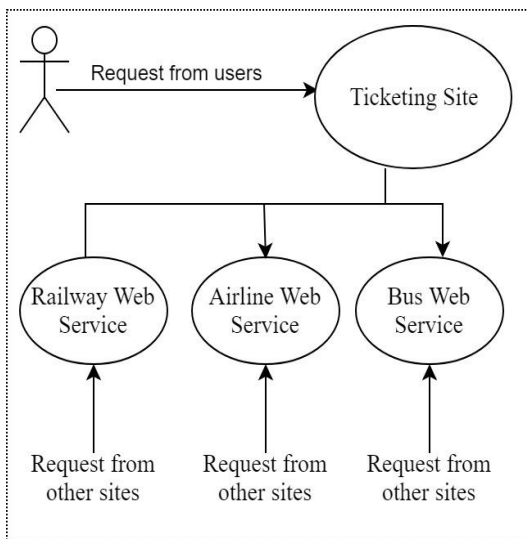 Request from users
Ticketing Site
Railway Web
Service
Airline Web
Service
Bus Web
Service
Request from
other sites
Request from
other sites
Request from
other sites